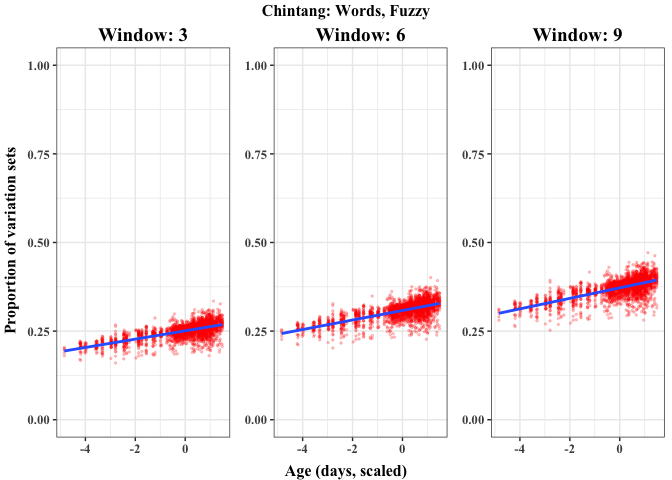 Chintang: Words, Fuzzy
Window: 3 Window: 6 Window: 9
Proportion of variation sets
1.00 1.00 1.00
0.75 0.75 0.75
0.50 0.50 0.50
0.25 0.25 0.25
0.00 0.00 0.00
-4 -2 0 -4 -2 0 -4 -2 0
Age (days, scaled)